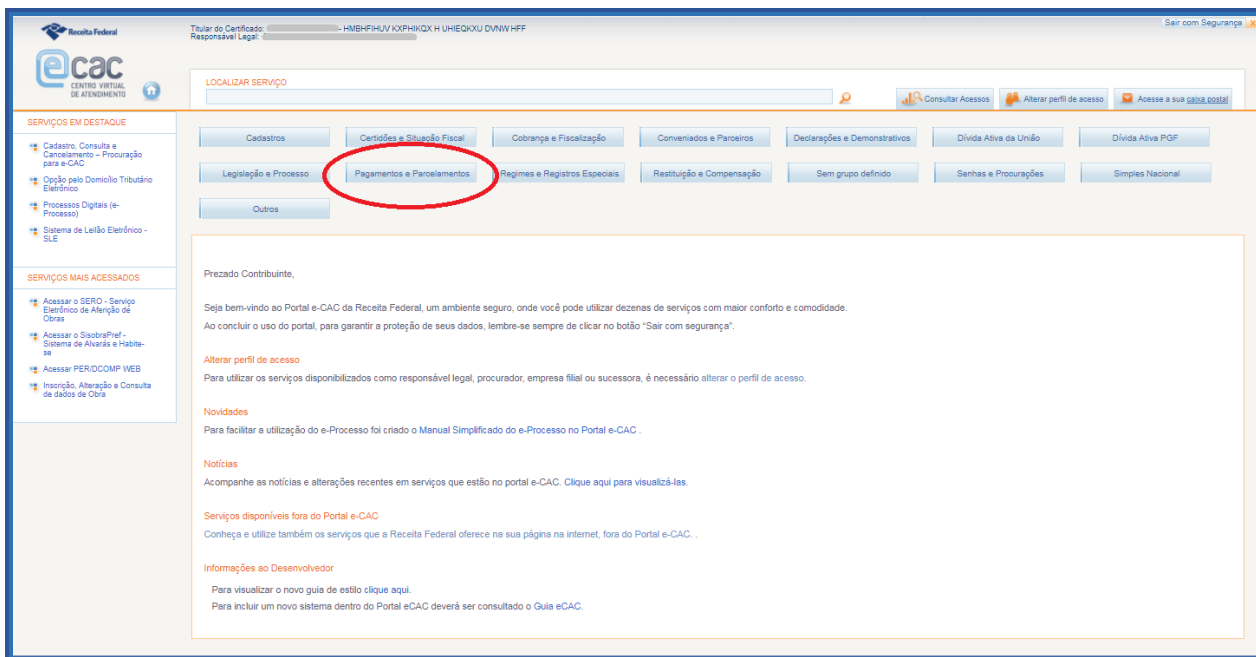 Receita Federal
Titular do Certificado: - HMBHFIHUV KXPHIKQX H UHIEQKXU DVNW HFF
Responsável Legal:
Sair com Segurança x
ecac
CENTRO VIRTUAL
DE ATENDIMENTO
LOCALIZAR SERVIÇO
Consultar Acessos
Alterar perfil de acesso
Acesse a sua caixa postal
SERVIÇOS EM DESTAQUE
Cadastro, Consulta e
Cancelamento – Procuração
para e-CAC
Opção pelo Domicílio Tributário
Eletrônico
Processos Digitais (e-
Processo)
Sistema de Leilão Eletrônico -
SLE
SERVIÇOS MAIS ACESSADOS
Acessar o SERO - Serviço
Eletrônico de Aferição de
Obras
Acessar o SisobraPref -
Sistema de Alvarás e Habite-
se
Acessar PER/DCOMP WEB
Inscrição, Alteração e Consulta
de dados de Obra
Cadastros
Certidões e Situação Fiscal
Cobrança e Fiscalização
Conveniados e Parceiros
Declarações e Demonstrativos
Dívida Ativa da União
Dívida Ativa PGF
Legislação e Processo
Pagamentos e Parcelamentos
Regimes e Registros Especiais
Restituição e Compensação
Sem grupo definido
Senhas e Procurações
Simples Nacional
Outros
Prezado Contribuinte,
Seja bem-vindo ao Portal e-CAC da Receita Federal, um ambiente seguro, onde você pode utilizar dezenas de serviços com maior conforto e comodidade.
Ao concluir o uso do portal, para garantir a proteção de seus dados, lembre-se sempre de clicar no botão “Sair com segurança”.
Alterar perfil de acesso
Para utilizar os serviços disponibilizados como responsável legal, procurador, empresa filial ou sucessora, é necessário alterar o perfil de acesso.
Novidades
Para facilitar a utilização do e-Processo foi criado o Manual Simplificado do e-Processo no Portal e-CAC .
Notícias
Acompanhe as notícias e alterações recentes em serviços que estão no portal e-CAC. Clique aqui para visualizá-las.
Serviços disponíveis fora do Portal e-CAC
Conheça e utilize também os serviços que a Receita Federal oferece na sua página na internet, fora do Portal e-CAC. .
Informações ao Desenvolvedor
Para visualizar o novo guia de estilo clique aqui.
Para incluir um novo sistema dentro do Portal eCAC deverá ser consultado o Guia eCAC.